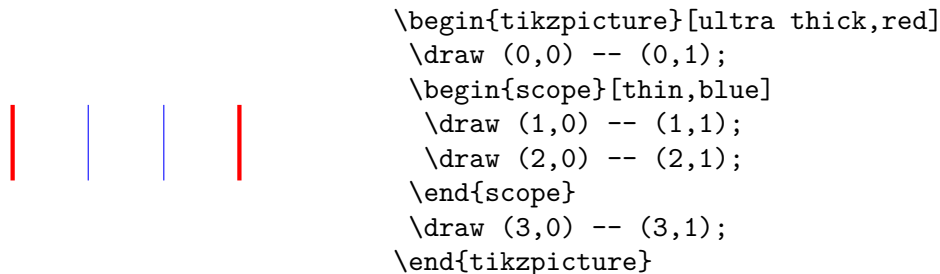 \begin{tikzpicture}[ultra thick,red]
\draw (0,0) -- (0,1);
\begin{scope}[thin,blue]
\draw (1,0) -- (1,1);
\draw (2,0) -- (2,1);
\end{scope}
\draw (3,0) -- (3,1);
\end{tikzpicture}